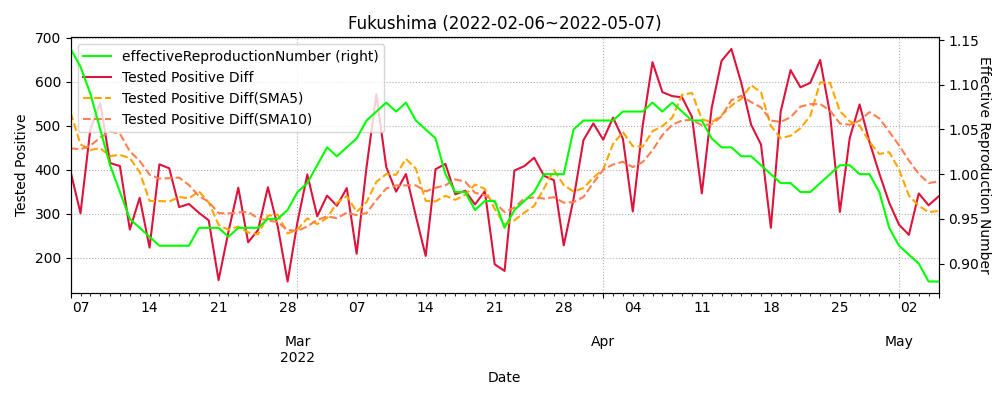 Fukushima (2022-02-06~2022-05-07)
effectiveReproductionNumber (right)
Tested Positive Diff
Tested Positive Diff(SMA5)
Tested Positive Diff(SMA10)
700
600
500
400
300
200
Tested Positive
1.15
1.10
1.05
1.00
0.95
0.90
Effective Reproduction Number
07 14 21 28 07 14 21 28 04 11 18 25 02
Mar Apr May
2022
Date